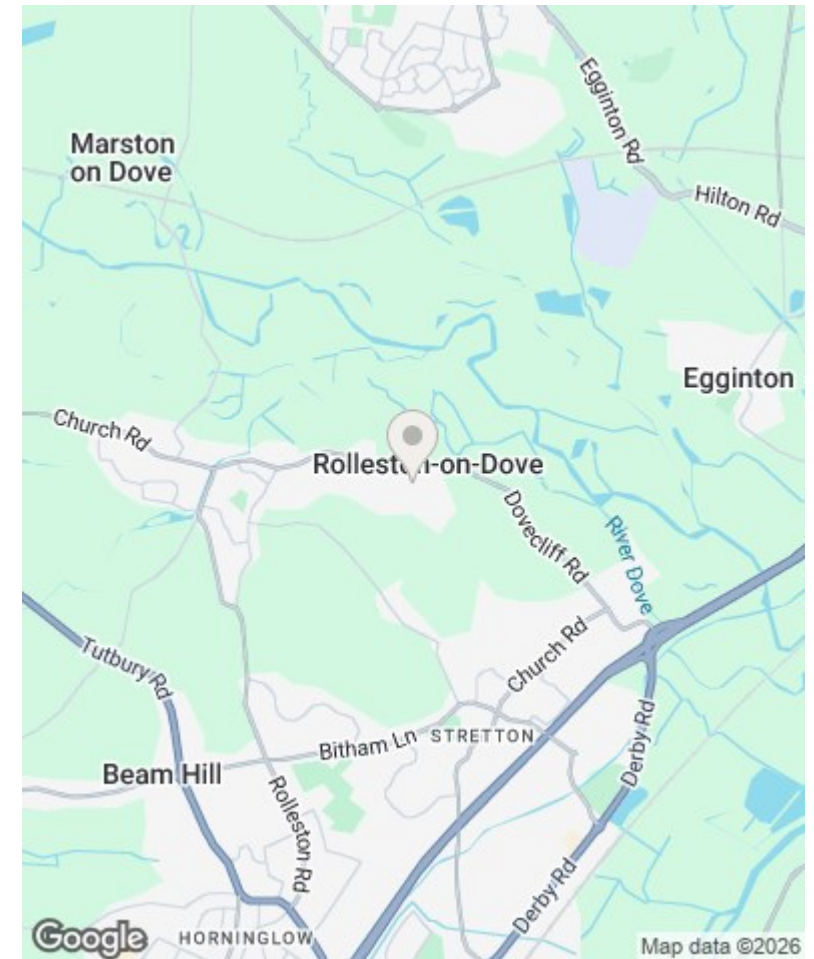 Egginton Rd
Marston
on Dove
Hilton Rd
Egginton
Church Rd
Rolleston-on-Dove
Dovecliff Rd
River Dove
Church Rd
Tutbury Rd
Derby Rd
Bitham Ln
STRETTON
Beam Hill
Rolleston Rd
Derby Rd
HORNINGLOW
Google
Map data ©2026